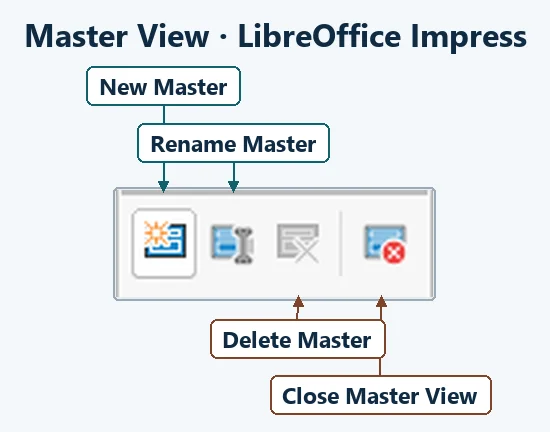 Master View · LibreOffice Impress
New Master
Rename Master
Delete Master
Close Master View